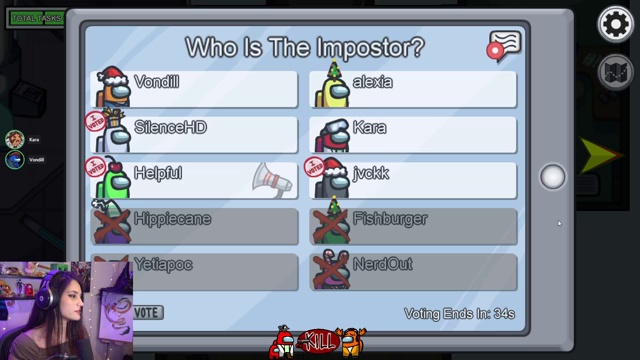 TOTAL TASKS
Who Is The Impostor?
Vondill
alexia
I VOTED
SilenceHD
Kara
Kara
Vondill
I VOTED
Helpful
I VOTED
jvckk
Hippiecane
Fishburger
Yetiapoc
NerdOut
VOTE
Voting Ends In: 34s
KILL